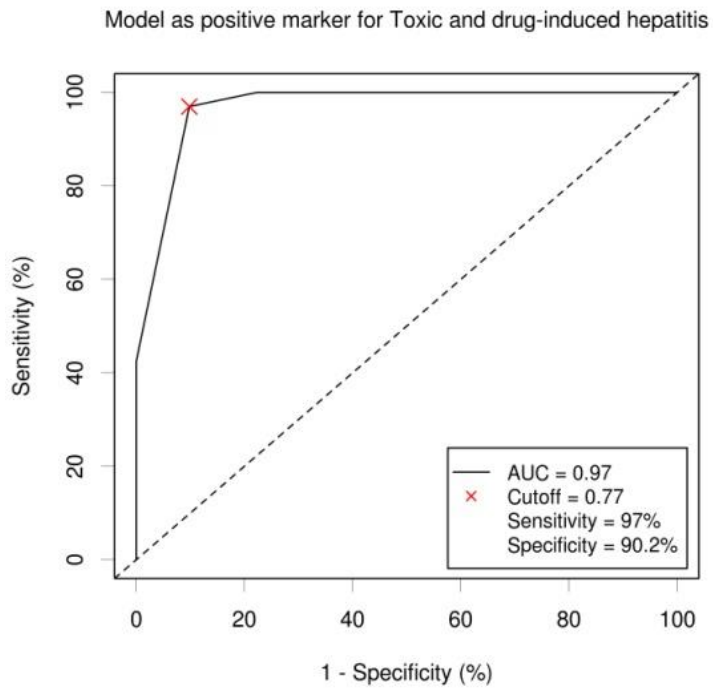 Model as positive marker for Toxic and drug-induced hepatitis
Sensitivity (%)
100
80
60
40
20
0
AUC = 0.97
Cutoff = 0.77
Sensitivity = 97%
Specificity = 90.2%
0 20 40 60 80 100
1 - Specificity (%)